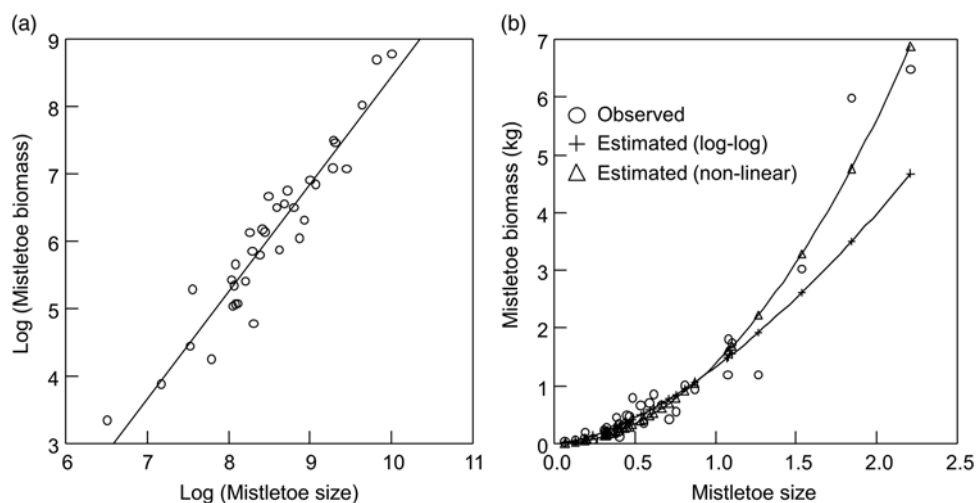 (a)
9
8
7
6
5
4
3
Log (Mistletoe biomass)
6 7 8 9 10 11
Log (Mistletoe size)
(b)
7
6
5
4
3
2
1
0
Mistletoe biomass (kg)
Observed
Estimated (log-log)
Estimated (non-linear)
0.0 0.5 1.0 1.5 2.0 2.5
Mistletoe size